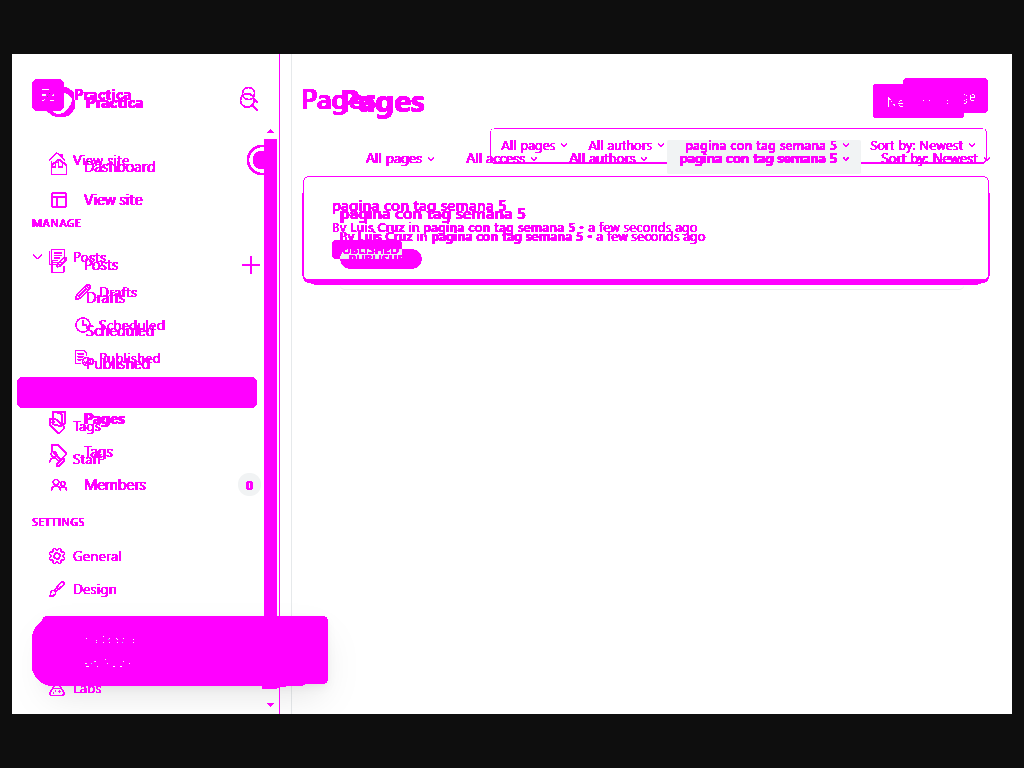 Practica
Practica
Pages
Pages
All pages
All authors
pagina con tag semana 5
Sort by: Newest
All pages
All access
All authors
pagina con tag semana 5
Sort by: Newest
View site
Dashboard
View site
MANAGE
Posts
Posts
Drafts
Drafts
Scheduled
Scheduled
Published
Published
Pages
Tags
Tags
Staff
Members
0
SETTINGS
General
Design
Labs
pagina con tag semana 5
pagina con tag semana 5
By Luis Cruz in pagina con tag semana 5 • a few seconds ago
By Luis Cruz in pagina con tag semana 5 • a few seconds ago
PUBLISHED